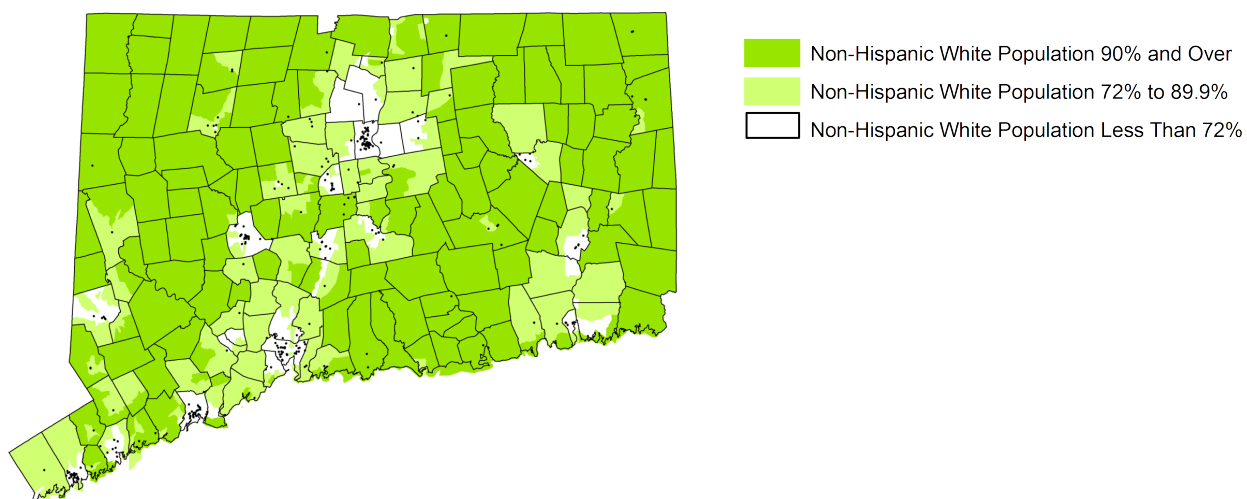 Non-Hispanic White Population 90% and Over
Non-Hispanic White Population 72% to 89.9%
Non-Hispanic White Population Less Than 72%